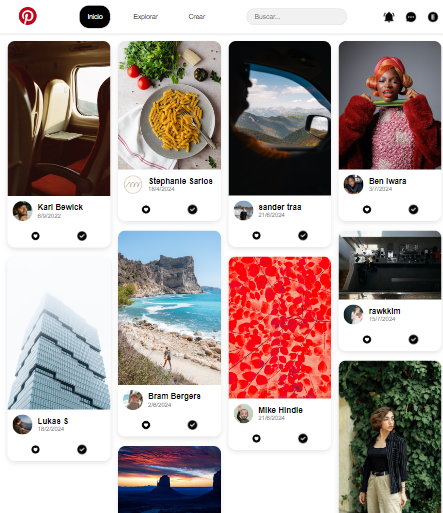 Inicio
Explorar
Crear
Buscar...
Karl Bewick
6/9/2022
Stephanie Sarlos
18/4/2024
sander traa
21/6/2024
Ben Iwara
3/7/2024
rawkkim
15/7/2024
Lukas S
18/2/2024
Bram Bergers
2/6/2024
Mike Hindle
21/6/2024